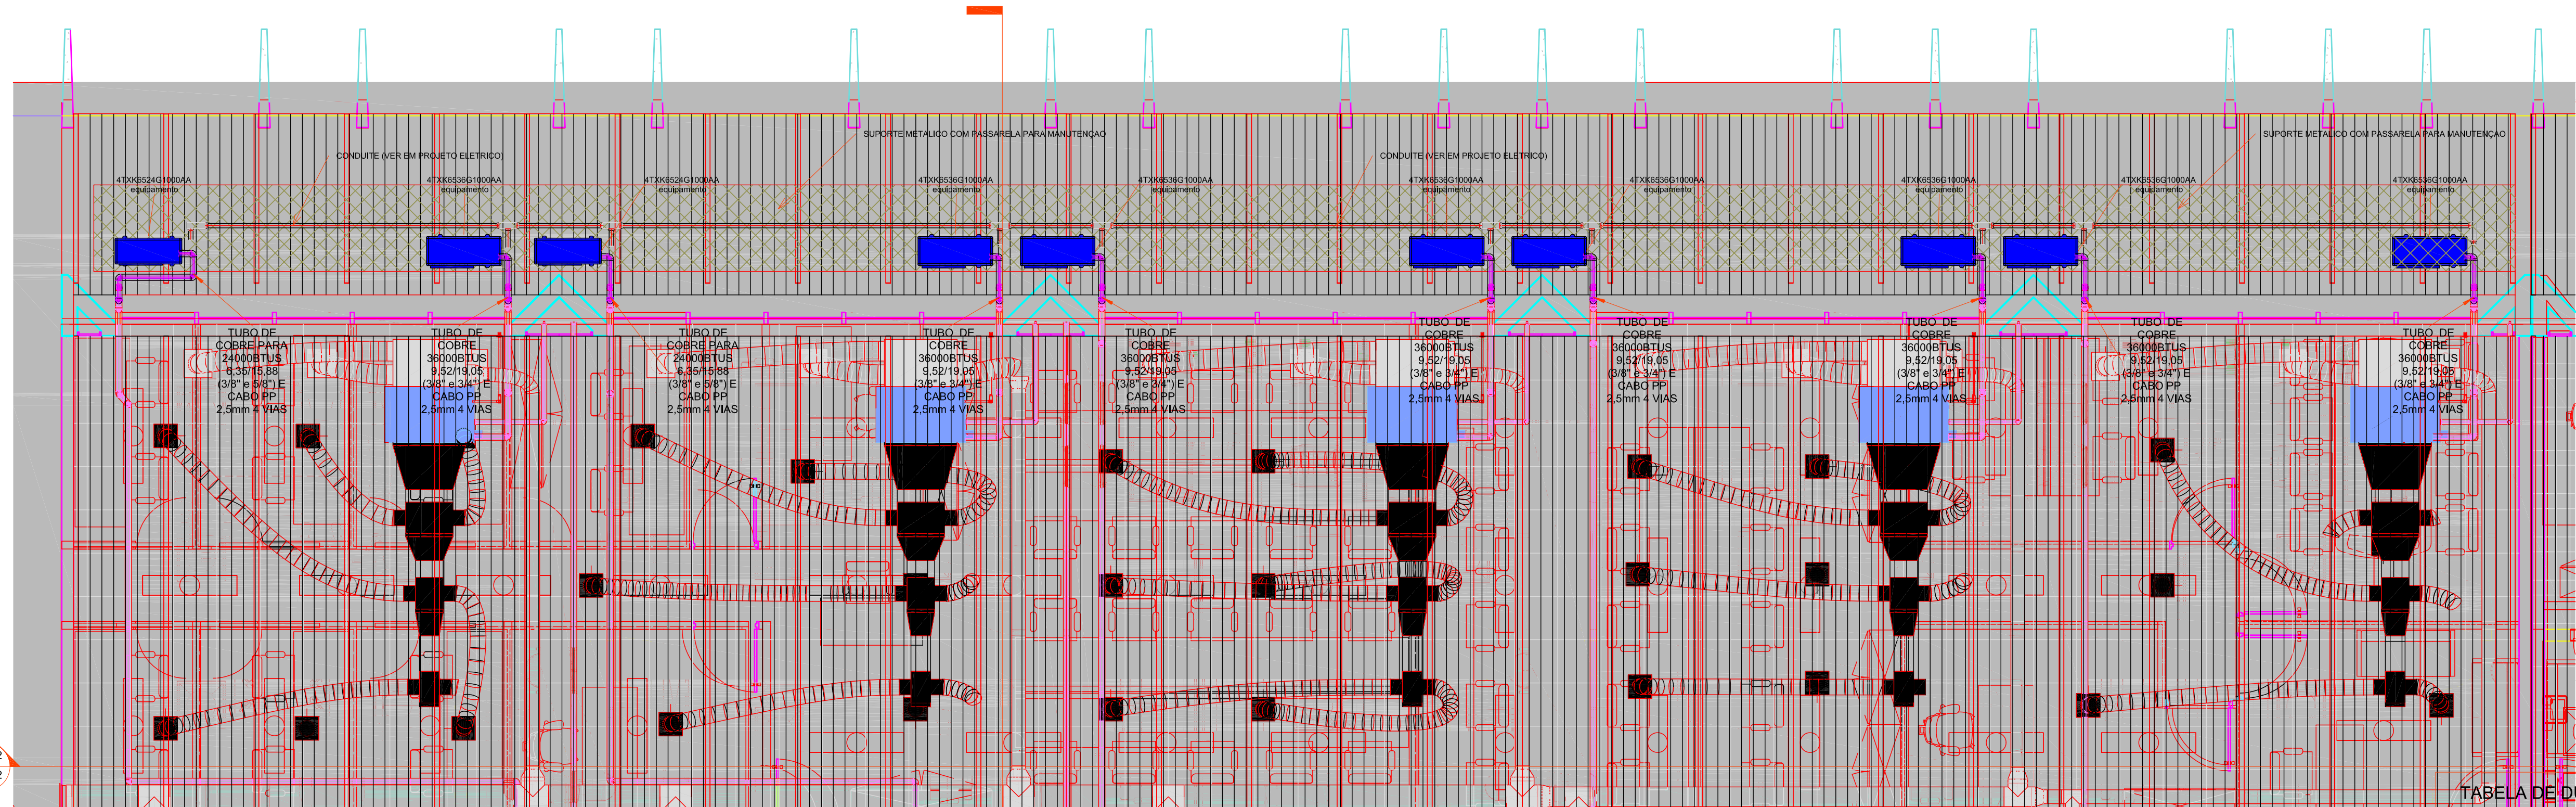 SUPORTE METALICO COM PASSARELA PARA MANUTENÇAO
SUPORTE METALICO COM PASSARELA PARA MANUTENÇAO
CONDUITE (VER EM PROJETO ELETRICO)
CONDUITE (VER EM PROJETO ELETRICO)
4TXK6524G1000AA
equipamento
4TXK6536G1000AA
equipamento
4TXK6524G1000AA
equipamento
4TXK6536G1000AA
equipamento
4TXK6536G1000AA
equipamento
4TXK6536G1000AA
equipamento
4TXK6536G1000AA
equipamento
4TXK6536G1000AA
equipamento
4TXK6536G1000AA
equipamento
4TXK6536G1000AA
equipamento
TUBO DE
COBRE PARA
24000BTUS
6,35/15,88
(3/8" e 5/8") E
CABO PP
2,5mm 4 VIAS
TUBO DE
COBRE
36000BTUS
9,52/19,05
(3/8" e 3/4") E
CABO PP
2,5mm 4 VIAS
TUBO DE
COBRE PARA
24000BTUS
6,35/15,88
(3/8" e 5/8") E
CABO PP
2,5mm 4 VIAS
TUBO DE
COBRE
36000BTUS
9,52/19,05
(3/8" e 3/4") E
CABO PP
2,5mm 4 VIAS
TUBO DE
COBRE
36000BTUS
9,52/19,05
(3/8" e 3/4") E
CABO PP
2,5mm 4 VIAS
TUBO DE
COBRE
36000BTUS
9,52/19,05
(3/8" e 3/4") E
CABO PP
2,5mm 4 VIAS
TUBO DE
COBRE
36000BTUS
9,52/19,05
(3/8" e 3/4") E
CABO PP
2,5mm 4 VIAS
TUBO DE
COBRE
36000BTUS
9,52/19,05
(3/8" e 3/4") E
CABO PP
2,5mm 4 VIAS
TUBO DE
COBRE
36000BTUS
9,52/19,05
(3/8" e 3/4") E
CABO PP
2,5mm 4 VIAS
TUBO DE
COBRE
36000BTUS
9,52/19,05
(3/8" e 3/4") E
CABO PP
2,5mm 4 VIAS
TABELA DE